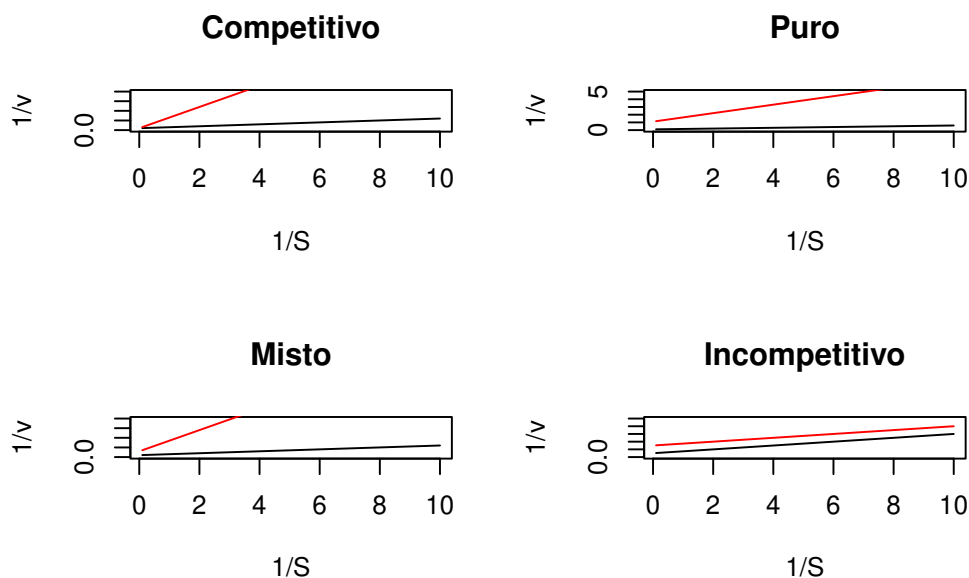 Competitivo
1/v
0.0
0 2 4 6 8 10
1/S
Puro
1/v
0 5
0 2 4 6 8 10
1/S
Misto
1/v
0.0
0 2 4 6 8 10
1/S
Incompetitivo
1/v
0.0
0 2 4 6 8 10
1/S